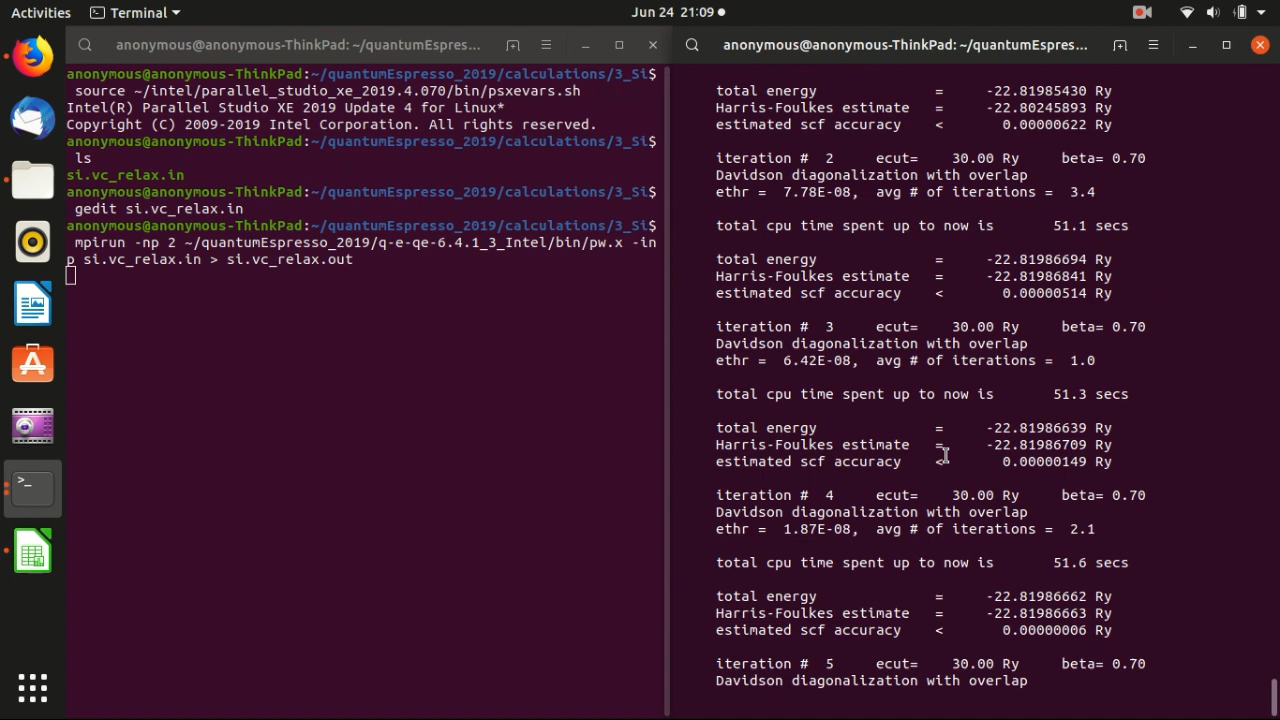 Activities
Terminal
Jun 24 21:09
anonymous@anonymous-ThinkPad: ~/quantumEspres...
anonymous@anonymous-ThinkPad:~/quantumEspresso_2019/calculations/3_Si$
source ~/intel/parallel_studio_xe_2019.4.070/bin/psxevars.sh
Intel(R) Parallel Studio XE 2019 Update 4 for Linux*
Copyright (C) 2009-2019 Intel Corporation. All rights reserved.
anonymous@anonymous-ThinkPad:~/quantumEspresso_2019/calculations/3_Si$
ls
si.vc_relax.in
anonymous@anonymous-ThinkPad:~/quantumEspresso_2019/calculations/3_Si$
gedit si.vc_relax.in
anonymous@anonymous-ThinkPad:~/quantumEspresso_2019/calculations/3_Si$
mpirun -np 2 ~/quantumEspresso_2019/q-e-qe-6.4.1_3_Intel/bin/pw.x -in
p si.vc_relax.in > si.vc_relax.out
anonymous@anonymous-ThinkPad: ~/quantumEspres...
total energy = -22.81985430 Ry
Harris-Foulkes estimate = -22.80245893 Ry
estimated scf accuracy < 0.00000622 Ry
iteration # 2 ecut= 30.00 Ry beta= 0.70
Davidson diagonalization with overlap
ethr = 7.78E-08, avg # of iterations = 3.4
total cpu time spent up to now is 51.1 secs
total energy = -22.81986694 Ry
Harris-Foulkes estimate = -22.81986841 Ry
estimated scf accuracy < 0.00000514 Ry
iteration # 3 ecut= 30.00 Ry beta= 0.70
Davidson diagonalization with overlap
ethr = 6.42E-08, avg # of iterations = 1.0
total cpu time spent up to now is 51.3 secs
total energy = -22.81986639 Ry
Harris-Foulkes estimate = -22.81986709 Ry
estimated scf accuracy < 0.00000149 Ry
iteration # 4 ecut= 30.00 Ry beta= 0.70
Davidson diagonalization with overlap
ethr = 1.87E-08, avg # of iterations = 2.1
total cpu time spent up to now is 51.6 secs
total energy = -22.81986662 Ry
Harris-Foulkes estimate = -22.81986663 Ry
estimated scf accuracy < 0.00000006 Ry
iteration # 5 ecut= 30.00 Ry beta= 0.70
Davidson diagonalization with overlap